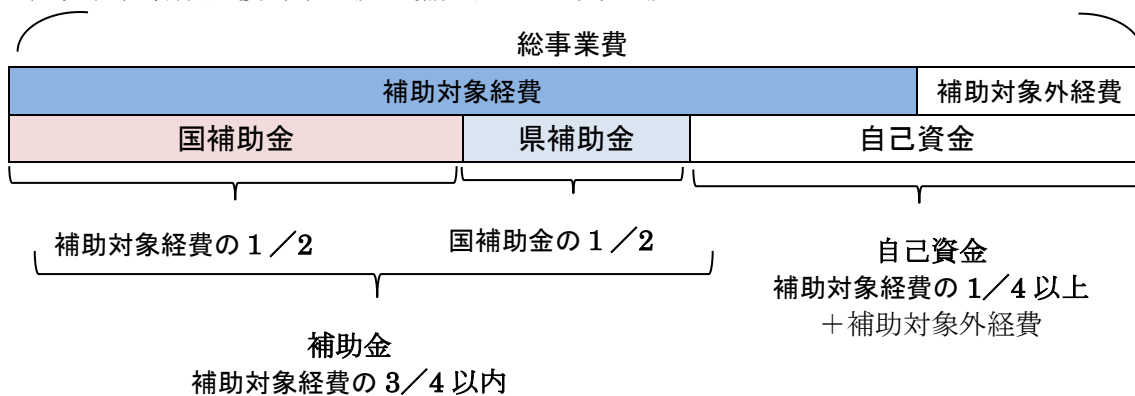 総事業費
補助対象経費 補助対象外経費
国補助金 県補助金 自己資金
補助対象経費の 1/2 国補助金の 1/2
自己資金
補助対象経費の 1/4 以上
+補助対象外経費
補助金
補助対象経費の 3/4 以内